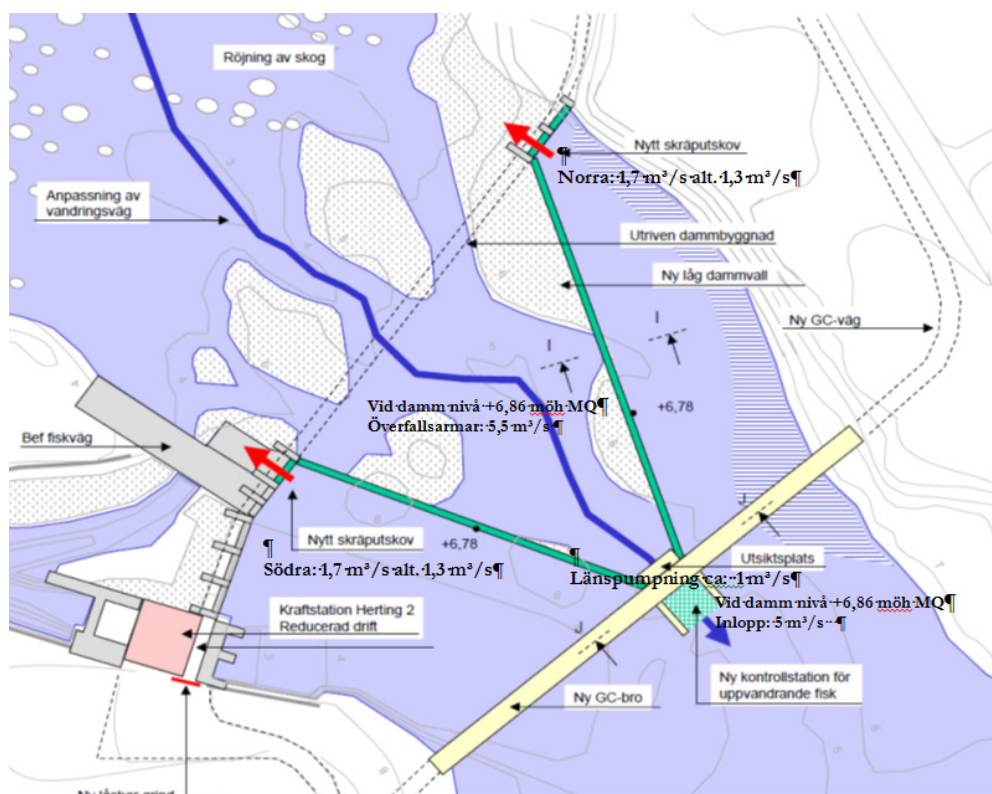 Röjning av skog
Nytt skräputskov
¶
Norra: 1,7 m³/s alt. 1,3 m³/s¶
Anpassning av
vandringsväg
Utriven dammbyggnad
Ny låg dammvall
I
I
Ny GC-väg
Vid damm nivå +6,86 möh MQ¶
Överfallsarmar: 5,5 m³/s ¶
+6,78
Bef fiskväg
Nytt skräputskov
+6,78
¶
Södra: 1,7 m³/s alt. 1,3 m³/s¶
J
Utsiktsplats
¶
Länspumpning ca: 1 m³/s¶
Vid damm nivå +6,86 möh MQ¶
Inlopp: 5 m³/s ¶
Kraftstation Herting 2
Reducerad drift
J
Ny GC-bro
Ny kontrollstation för
uppvandrande fisk